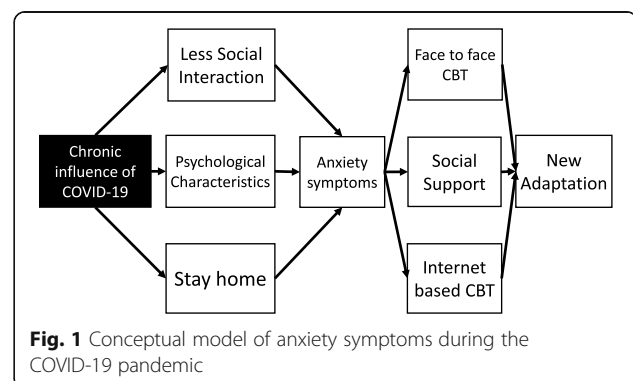 Less Social
Interaction
Face to face
CBT
Chronic
influence of
COVID-19
Psychological
Characteristics
Anxiety
symptoms
Social
Support
New
Adaptation
Stay home
Internet
based CBT
Fig. 1 Conceptual model of anxiety symptoms during the
COVID-19 pandemic